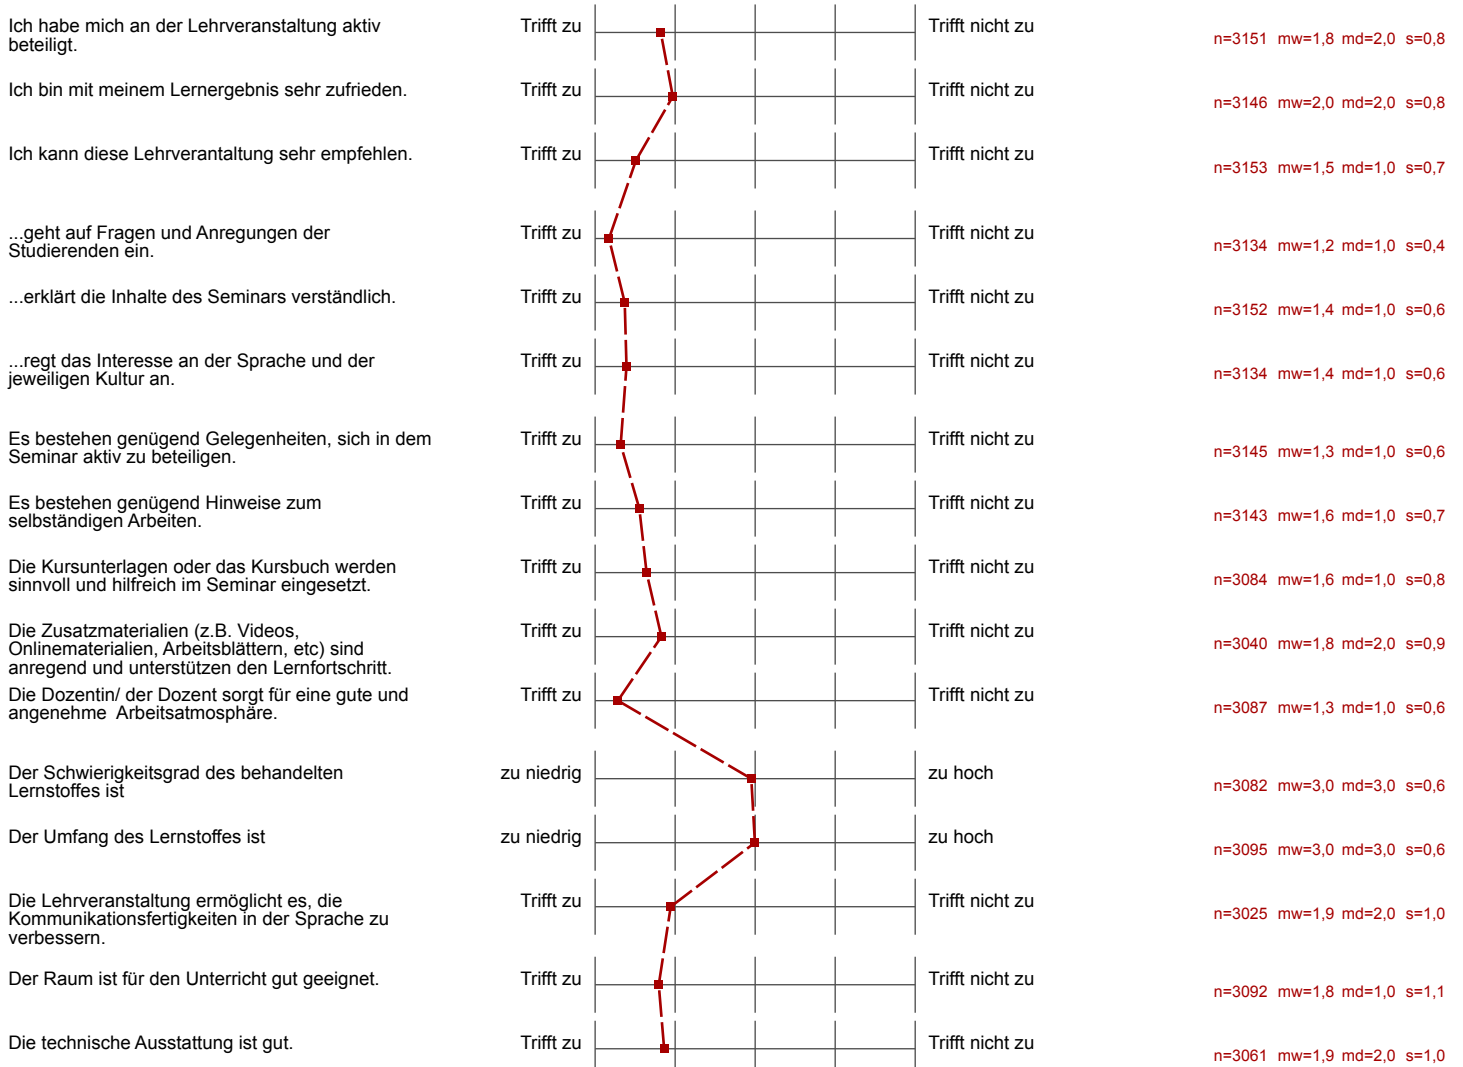 Ich habe mich an der Lehrveranstaltung aktiv
beteiligt.
Trifft zu
Trifft nicht zu
n=3151 mw=1,8 md=2,0 s=0,8
Ich bin mit meinem Lernergebnis sehr zufrieden.
Trifft zu
Trifft nicht zu
n=3146 mw=2,0 md=2,0 s=0,8
Ich kann diese Lehrverantaltung sehr empfehlen.
Trifft zu
Trifft nicht zu
n=3153 mw=1,5 md=1,0 s=0,7
...geht auf Fragen und Anregungen der
Studierenden ein.
Trifft zu
Trifft nicht zu
n=3134 mw=1,2 md=1,0 s=0,4
...erklärt die Inhalte des Seminars verständlich.
Trifft zu
Trifft nicht zu
n=3152 mw=1,4 md=1,0 s=0,6
...regt das Interesse an der Sprache und der
jeweiligen Kultur an.
Trifft zu
Trifft nicht zu
n=3134 mw=1,4 md=1,0 s=0,6
Es bestehen genügend Gelegenheiten, sich in dem
Seminar aktiv zu beteiligen.
Trifft zu
Trifft nicht zu
n=3145 mw=1,3 md=1,0 s=0,6
Es bestehen genügend Hinweise zum
selbständigen Arbeiten.
Trifft zu
Trifft nicht zu
n=3143 mw=1,6 md=1,0 s=0,7
Die Kursunterlagen oder das Kursbuch werden
sinnvoll und hilfreich im Seminar eingesetzt.
Trifft zu
Trifft nicht zu
n=3084 mw=1,6 md=1,0 s=0,8
Die Zusatzmaterialien (z.B. Videos,
Onlinematerialien, Arbeitsblättern, etc) sind
anregend und unterstützen den Lernfortschritt.
Trifft zu
Trifft nicht zu
n=3040 mw=1,8 md=2,0 s=0,9
Die Dozentin/ der Dozent sorgt für eine gute und
angenehme Arbeitsatmosphäre.
Trifft zu
Trifft nicht zu
n=3087 mw=1,3 md=1,0 s=0,6
Der Schwierigkeitsgrad des behandelten
Lernstoffes ist
zu niedrig
zu hoch
n=3082 mw=3,0 md=3,0 s=0,6
Der Umfang des Lernstoffes ist
zu niedrig
zu hoch
n=3095 mw=3,0 md=3,0 s=0,6
Die Lehrveranstaltung ermöglicht es, die
Kommunikationsfertigkeiten in der Sprache zu
verbessern.
Trifft zu
Trifft nicht zu
n=3025 mw=1,9 md=2,0 s=1,0
Der Raum ist für den Unterricht gut geeignet.
Trifft zu
Trifft nicht zu
n=3092 mw=1,8 md=1,0 s=1,1
Die technische Ausstattung ist gut.
Trifft zu
Trifft nicht zu
n=3061 mw=1,9 md=2,0 s=1,0